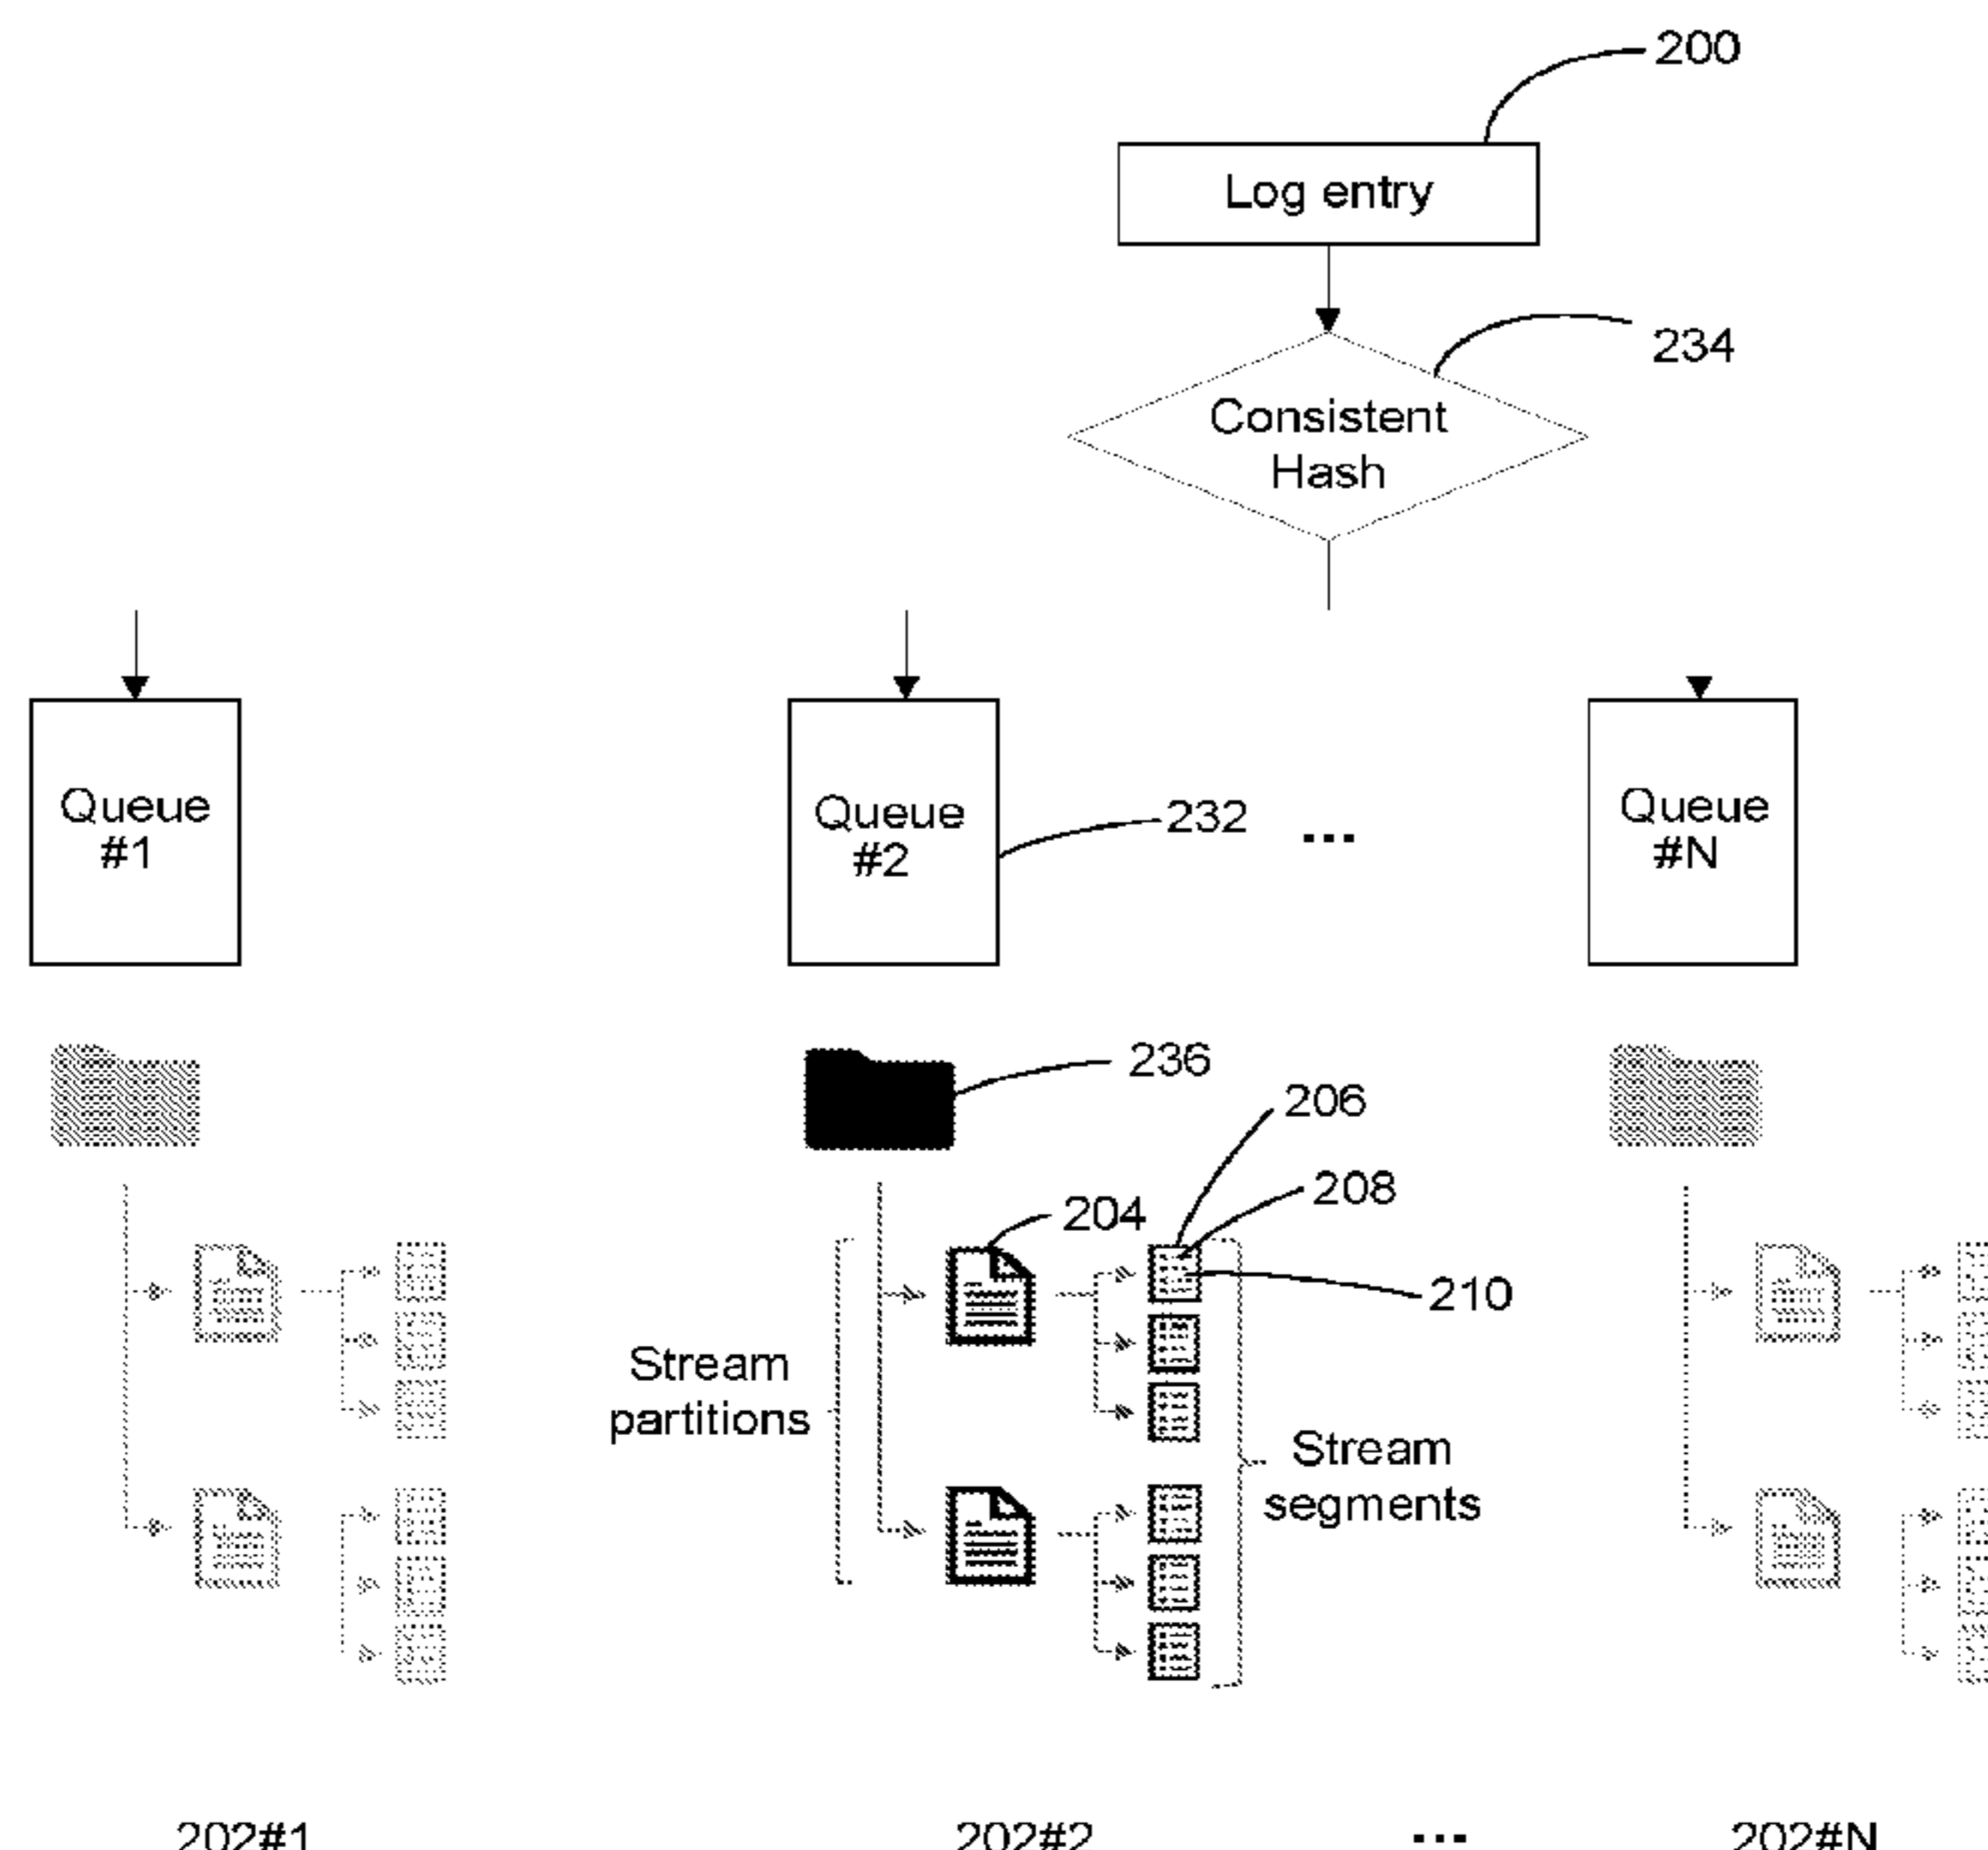 200
Log entry
234
Consistent
Hash
Queue
#1
Queue
#2
232
...
Queue
#N
236
206
208
204
210
Stream
partitions
Stream
segments
202#1
202#2
...
202#N